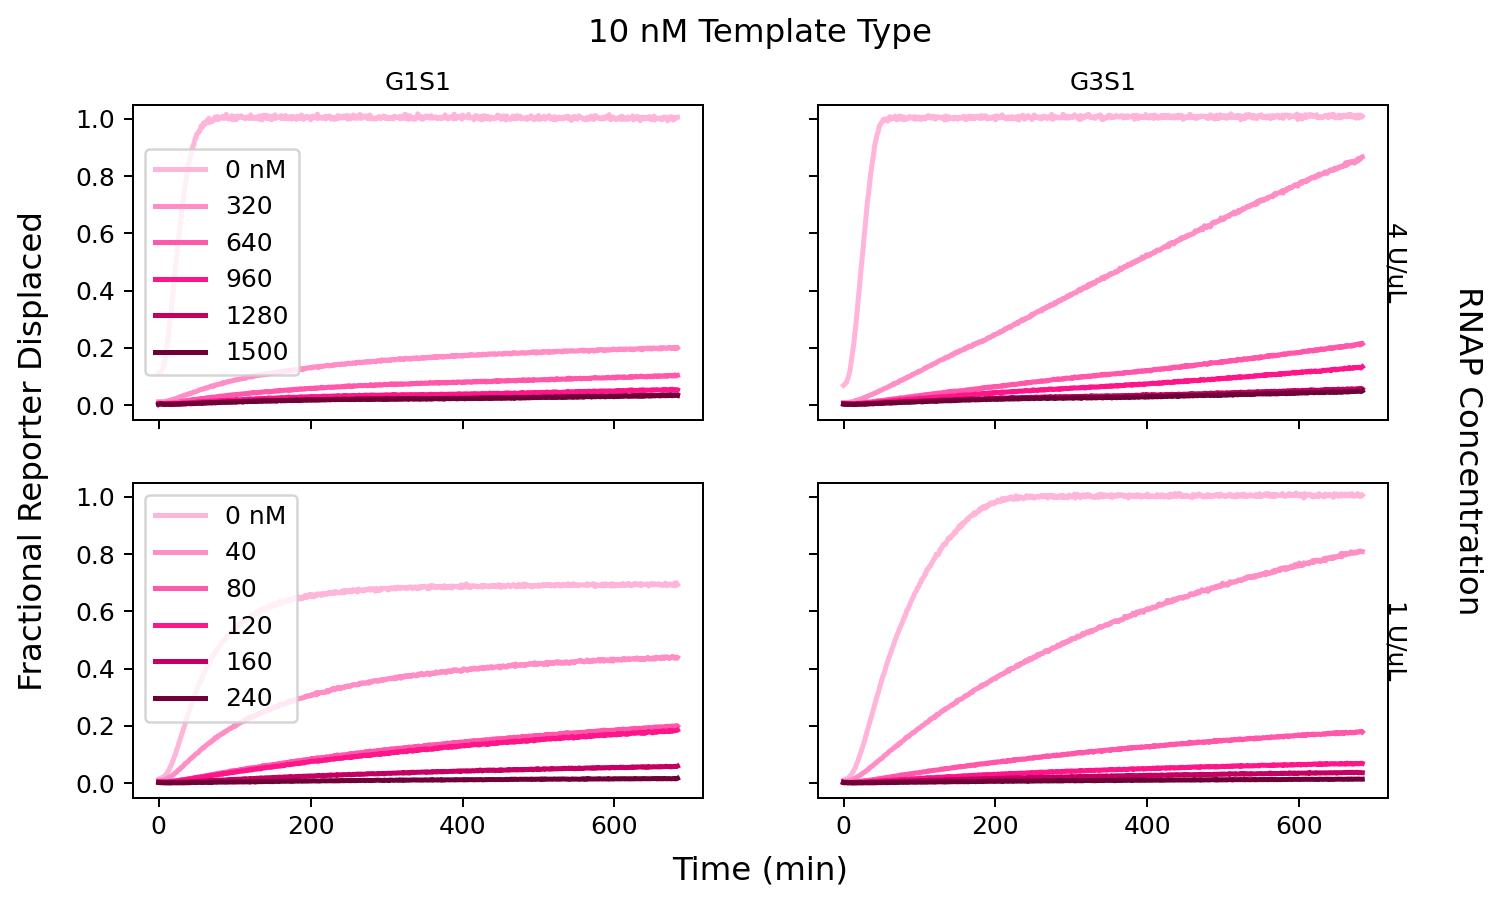 10 nM Template Type
G1S1
G3S1
1.0
0.8
0.6
0.4
0.2
0.0
0 nM
320
640
960
1280
1500
4 U/uL
Fractional Reporter Displaced
RNAP Concentration
1.0
0.8
0.6
0.4
0.2
0.0
0 nM
40
80
120
160
240
1 U/uL
0 200 400 600
0 200 400 600
Time (min)